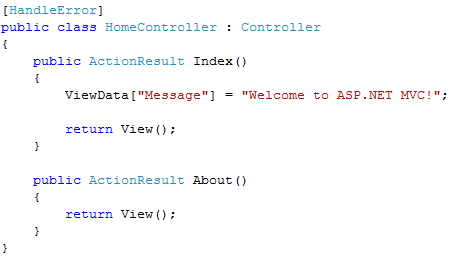 [HandleError]
public class HomeController : Controller
{
    public ActionResult Index()
    {
        ViewData["Message"] = "Welcome to ASP.NET MVC!";

        return View();
    }

    public ActionResult About()
    {
        return View();
    }
}